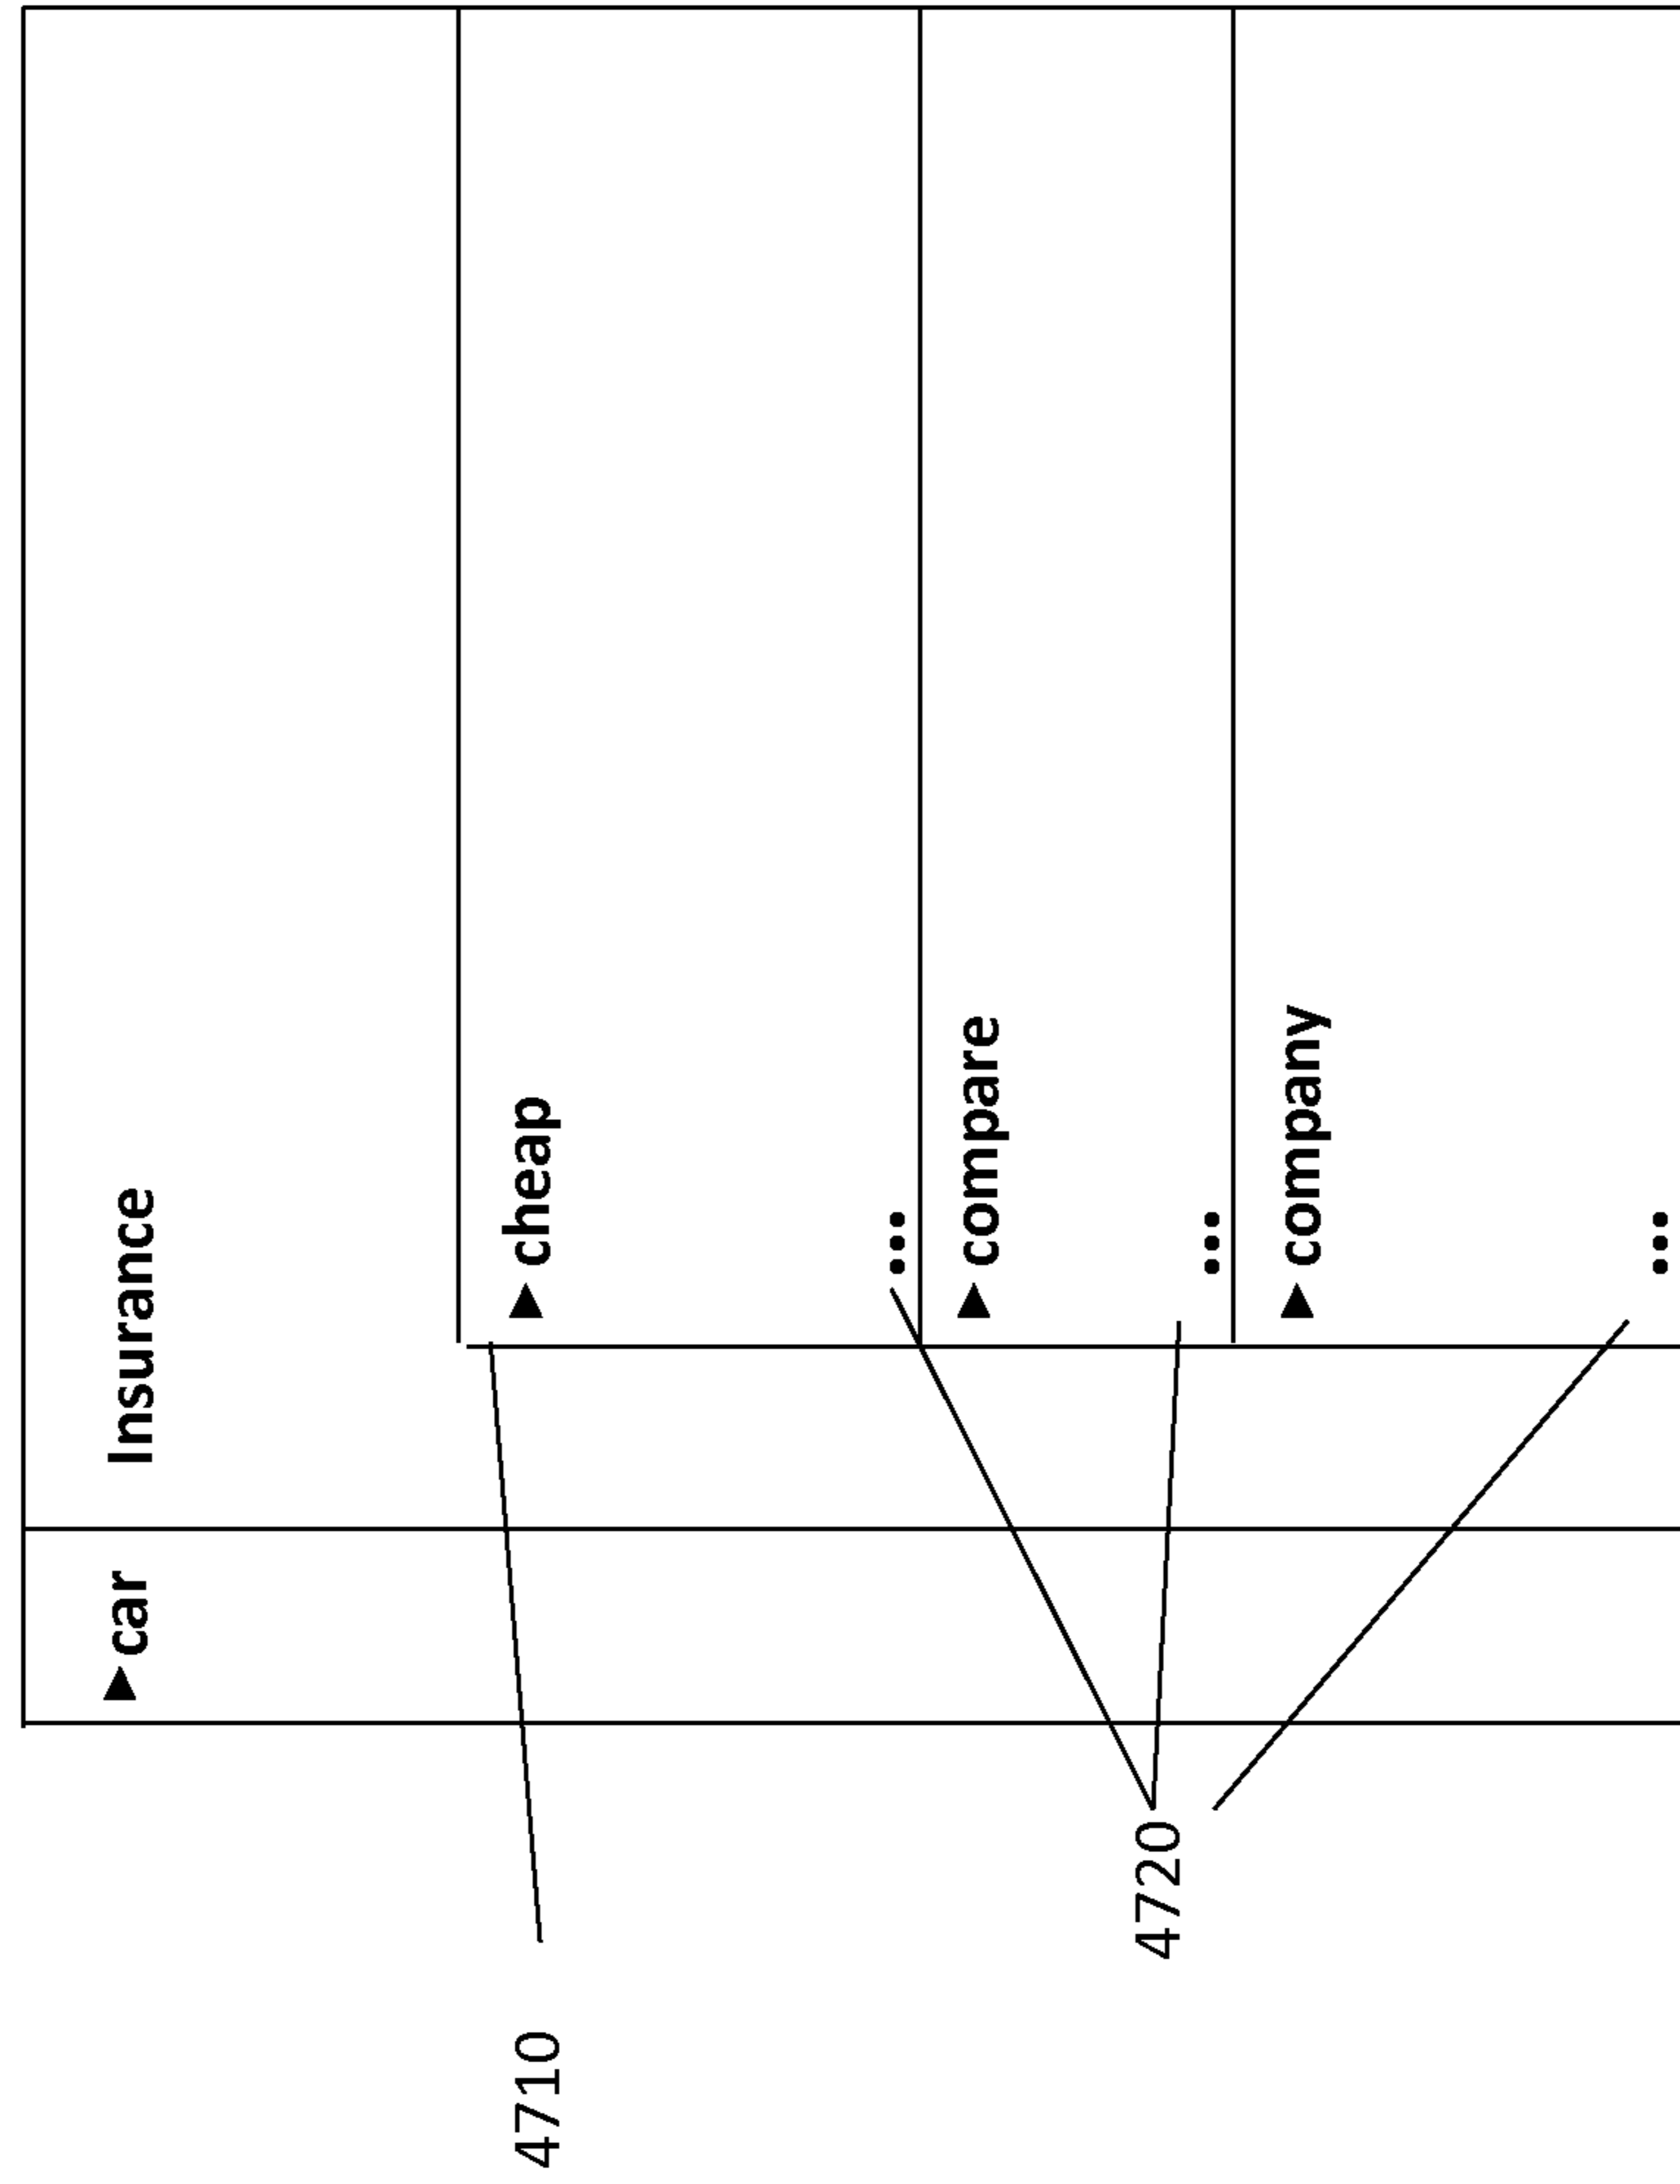 ▶car Insurance
4710
▶ cheap
...
▶ compare
4720
...
▶ company
...